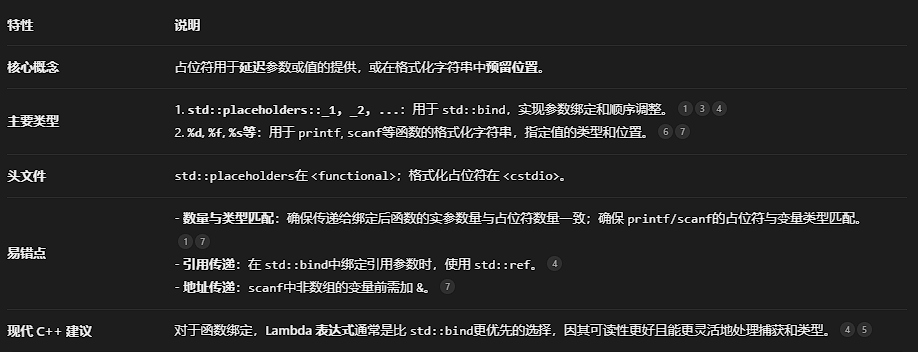 特性 说明
核心概念 占位符用于延迟参数或值的提供，或在格式化字符串中预留位置。
主要类型 1. std::placeholders::_1, _2, ...：用于 std::bind，实现参数绑定和顺序调整。 1 3 4
2. %d, %f, %s等：用于 printf, scanf等函数的格式化字符串，指定值的类型和位置。 6 7
头文件 std::placeholders在 <functional>；格式化占位符在 <cstdio>。
易错点 - 数量与类型匹配：确保传递给绑定后函数的实参数量与占位符数量一致；确保 printf/scanf的占位符与变量类型匹配。
1 7
- 引用传递：在 std::bind中绑定引用参数时，使用 std::ref。 4
- 地址传递：scanf中非数组的变量前需加 &。 7
现代 C++ 建议 对于函数绑定，Lambda 表达式通常是比 std::bind更优先的选择，因其可读性更好且能更灵活地处理捕获和类型。 4 5